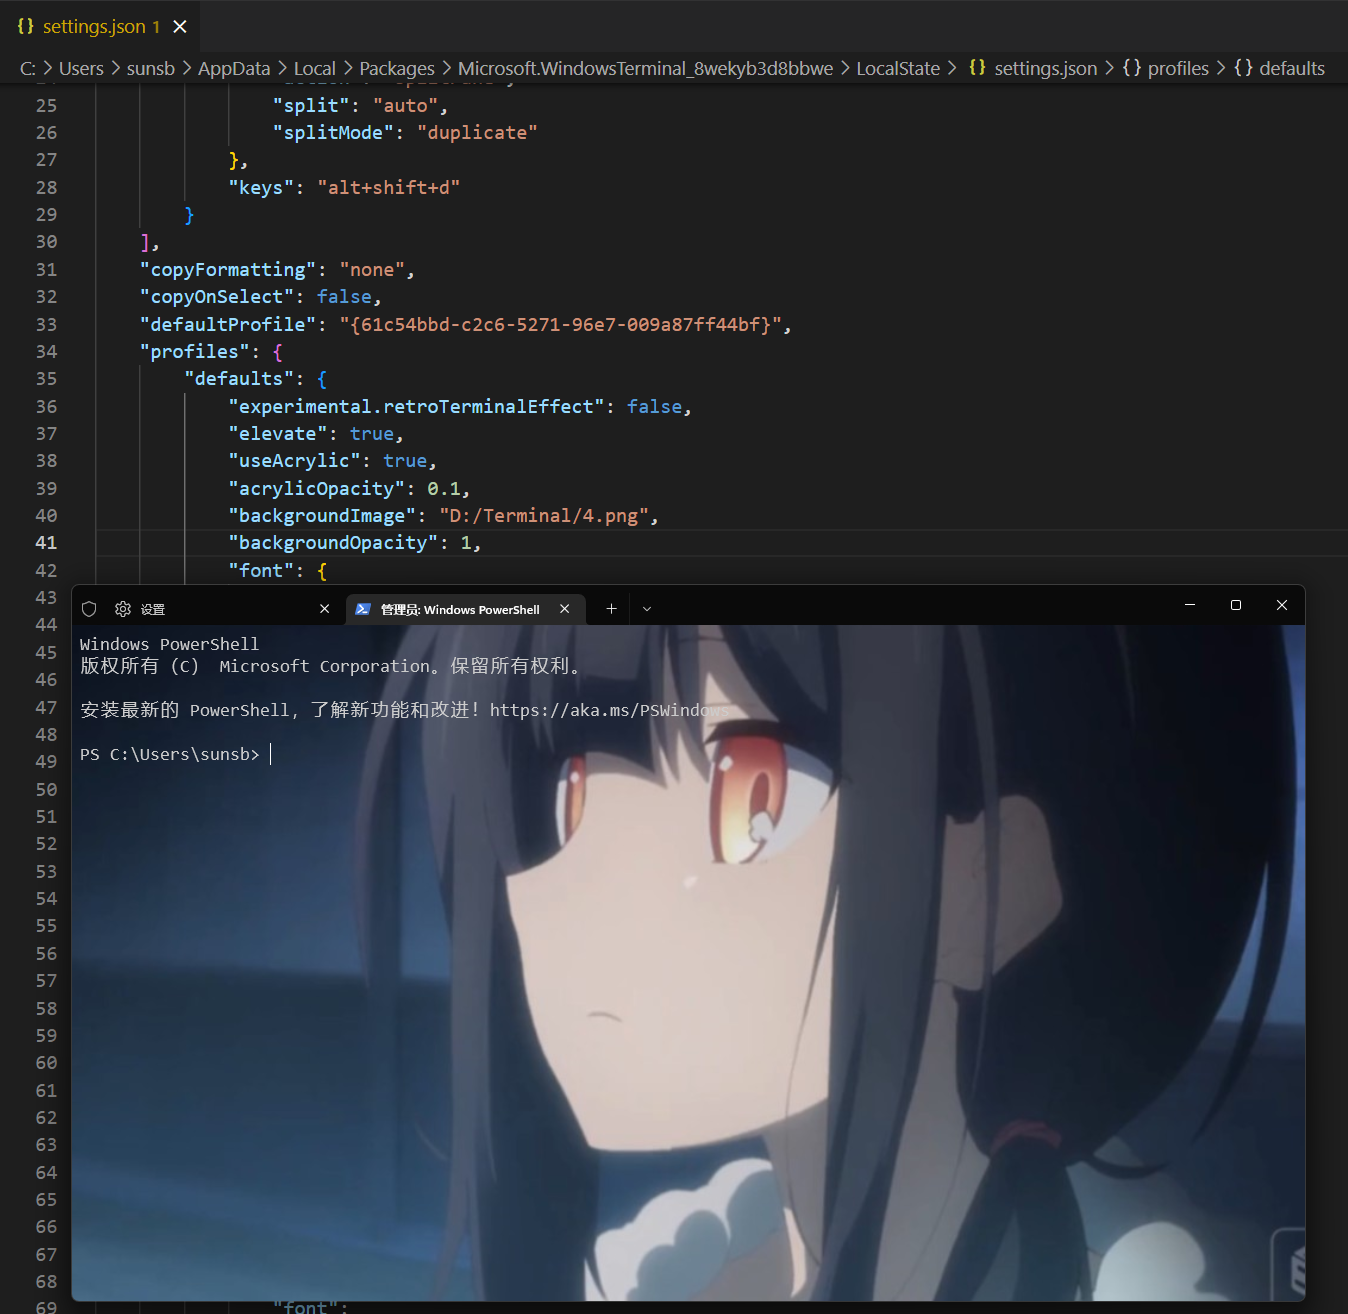 settings.json 1
C: > Users > sunsb > AppData > Local > Packages > Microsoft.WindowsTerminal_8wekyb3d8bbwe > LocalState > {} settings.json > {} profiles > {} defaults
25 "split": "auto",
26 "splitMode": "duplicate"
27 },
28 "keys": "alt+shift+d"
29 }
30 ],
31 "copyFormatting": "none",
32 "copyOnSelect": false,
33 "defaultProfile": "{61c54bbd-c2c6-5271-96e7-009a87ff44bf}",
34 "profiles": {
35 "defaults": {
36 "experimental.retroTerminalEffect": false,
37 "elevate": true,
38 "useAcrylic": true,
39 "acrylicOpacity": 0.1,
40 "backgroundImage": "D:/Terminal/4.png",
41 "backgroundOpacity": 1,
42 "font": {
43
44
45
46
47
48
49
50
51
52
53
54
55
56
57
58
59
60
61
62
63
64
65
66
67
68
69 "font":
设置
管理员: Windows PowerShell
Windows PowerShell
版权所有 (C) Microsoft Corporation。保留所有权利。
安装最新的 PowerShell，了解新功能和改进！https://aka.ms/PSWindows
PS C:\Users\sunsb>